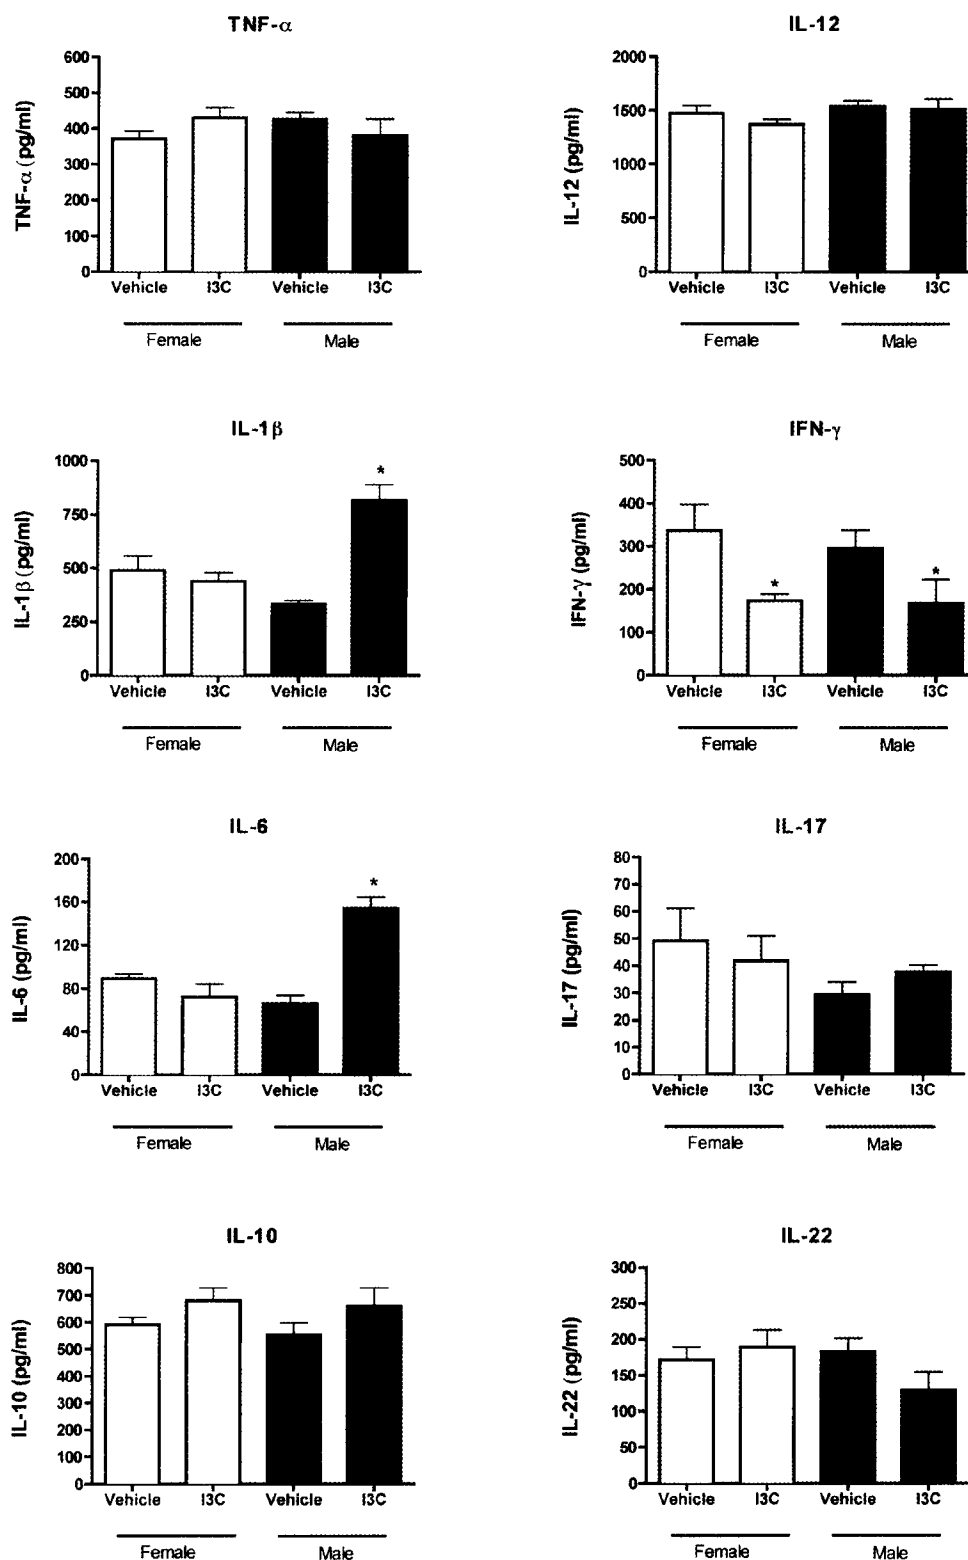 TNF-α
TNF-α (pg/ml)
600
500
400
300
200
100
0
Vehicle I3C Vehicle I3C
Female Male
IL-12
IL-12 (pg/ml)
2000
1500
1000
500
0
Vehicle I3C Vehicle I3C
Female Male
IL-1β
IL-1β (pg/ml)
1000
750
500
250
0
*
Vehicle I3C Vehicle I3C
Female Male
IFN-γ
IFN-γ (pg/ml)
500
400
300
200
100
0
* *
Vehicle I3C Vehicle I3C
Female Male
IL-6
IL-6 (pg/ml)
200
160
120
80
40
0
*
Vehicle I3C Vehicle I3C
Female Male
IL-17
IL-17 (pg/ml)
80
70
60
50
40
30
20
10
0
Vehicle I3C Vehicle I3C
Female Male
IL-10
IL-10 (pg/ml)
800
700
600
500
400
300
200
100
0
Vehicle I3C Vehicle I3C
Female Male
IL-22
IL-22 (pg/ml)
300
250
200
150
100
50
0
Vehicle I3C Vehicle I3C
Female Male